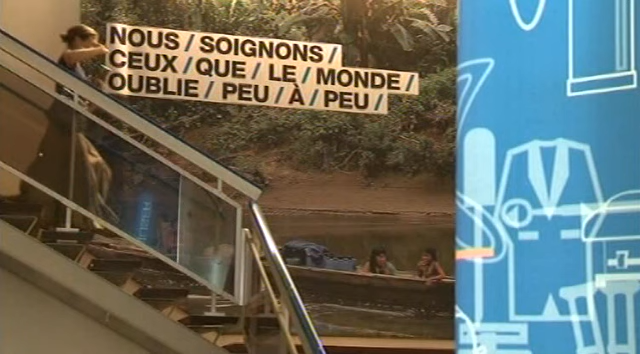 NOUS / SOIGNONS /
CEUX / QUE / LE / MONDE /
OUBLIE / PEU / À / PEU /